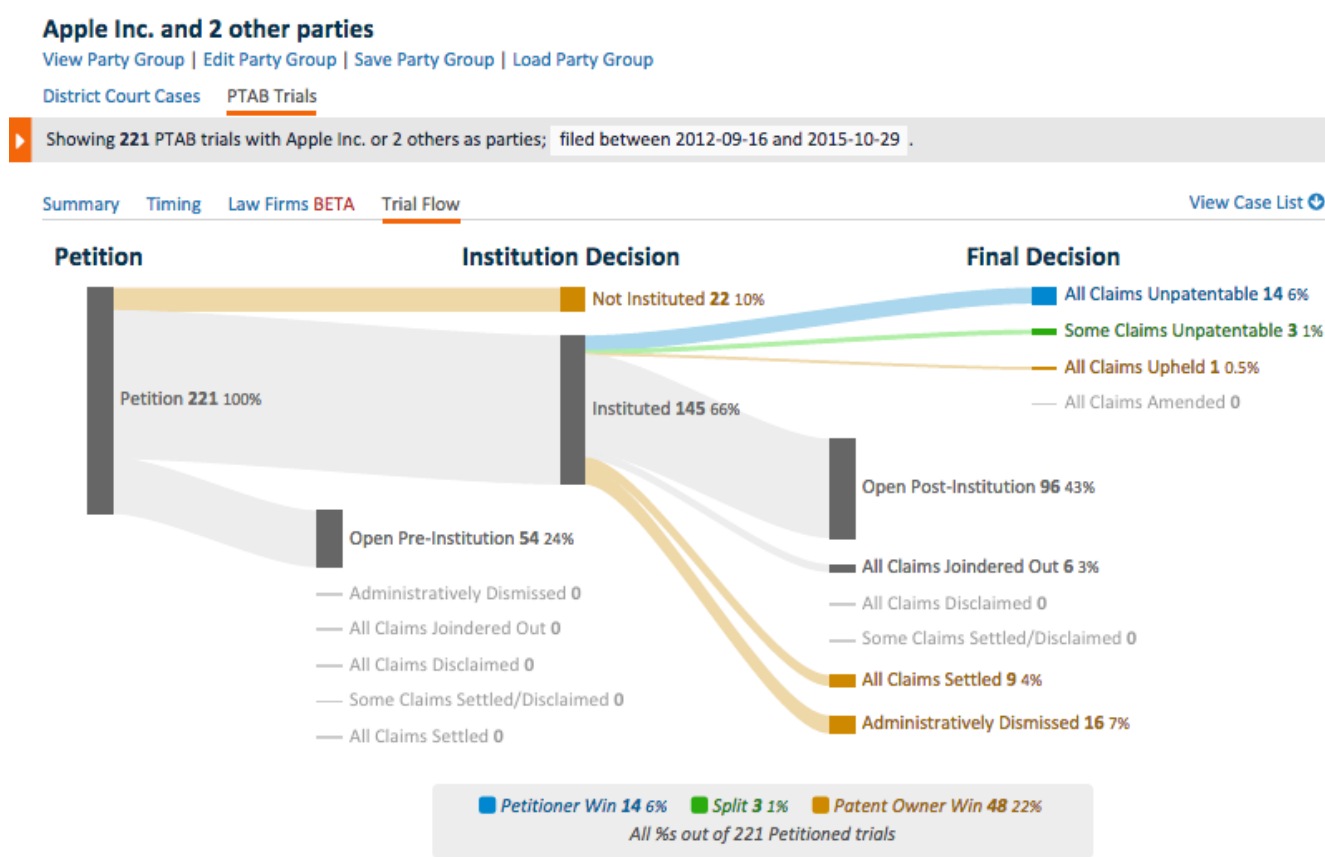 Apple Inc. and 2 other parties
View Party Group | Edit Party Group | Save Party Group | Load Party Group
District Court Cases PTAB Trials
Showing 221 PTAB trials with Apple Inc. or 2 others as parties; filed between 2012-09-16 and 2015-10-29 .
Summary Timing Law Firms BETA Trial Flow View Case List
Petition Institution Decision Final Decision
Not Instituted 22 10%
All Claims Unpatentable 14 6%
Some Claims Unpatentable 3 1%
All Claims Upheld 1 0.5%
All Claims Amended 0
Petition 221 100%
Instituted 145 66%
Open Post-Institution 96 43%
Open Pre-Institution 54 24%
All Claims Joindered Out 6 3%
Administratively Dismissed 0
All Claims Disclaimed 0
All Claims Joindered Out 0
Some Claims Settled/Disclaimed 0
All Claims Disclaimed 0
All Claims Settled 9 4%
Some Claims Settled/Disclaimed 0
Administratively Dismissed 16 7%
All Claims Settled 0
Petitioner Win 14 6% Split 3 1% Patent Owner Win 48 22%
All %s out of 221 Petitioned trials